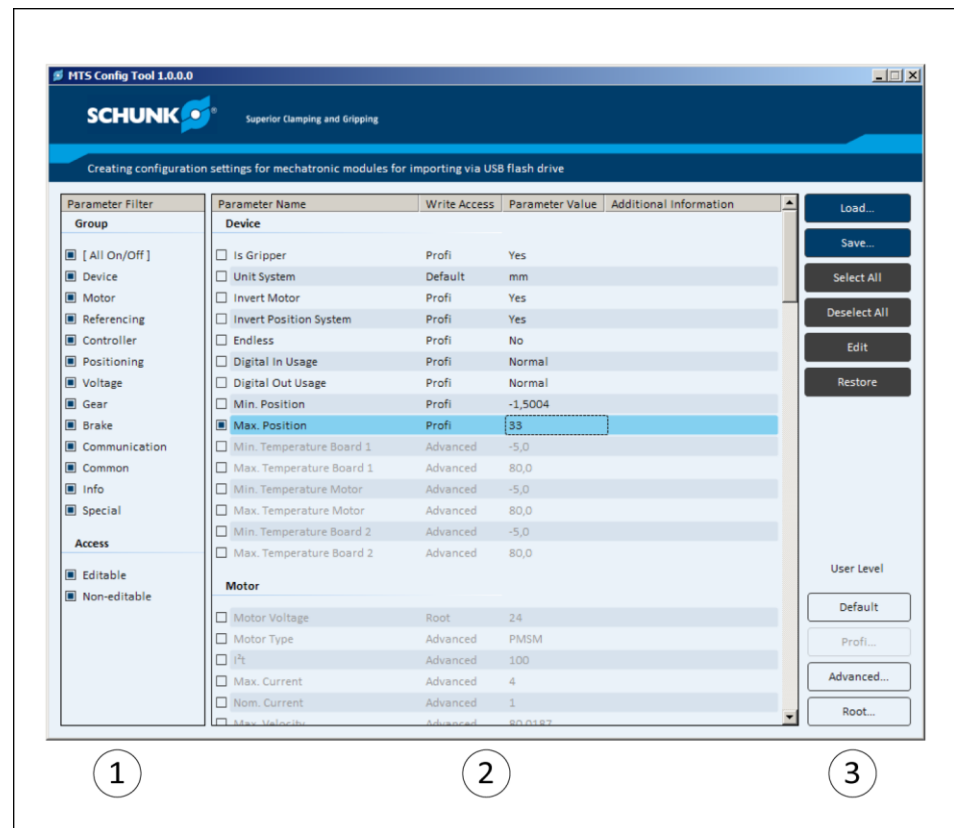 MTS Config Tool 1.0.0.0
SCHUNK ® Superior Clamping and Gripping
Creating configuration settings for mechatronic modules for importing via USB flash drive
Parameter Filter
Group
[ All On/Off ]
Device
Motor
Referencing
Controller
Positioning
Voltage
Gear
Brake
Communication
Common
Info
Special
Access
Editable
Non-editable
Parameter Name Write Access Parameter Value Additional Information
Device
Is Gripper Profi Yes
Unit System Default mm
Invert Motor Profi Yes
Invert Position System Profi Yes
Endless Profi No
Digital In Usage Profi Normal
Digital Out Usage Profi Normal
Min. Position Profi -1,5004
Max. Position Profi 33
Min. Temperature Board 1 Advanced -5,0
Max. Temperature Board 1 Advanced 80,0
Min. Temperature Motor Advanced -5,0
Max. Temperature Motor Advanced 80,0
Min. Temperature Board 2 Advanced -5,0
Max. Temperature Board 2 Advanced 80,0
Motor
Motor Voltage Root 24
Motor Type Advanced PMSM
I²t Advanced 100
Max. Current Advanced 4
Nom. Current Advanced 1
Max. Velocity Advanced 80,0187
Load...
Save...
Select All
Deselect All
Edit
Restore
User Level
Default
Profi...
Advanced...
Root...
1 2 3